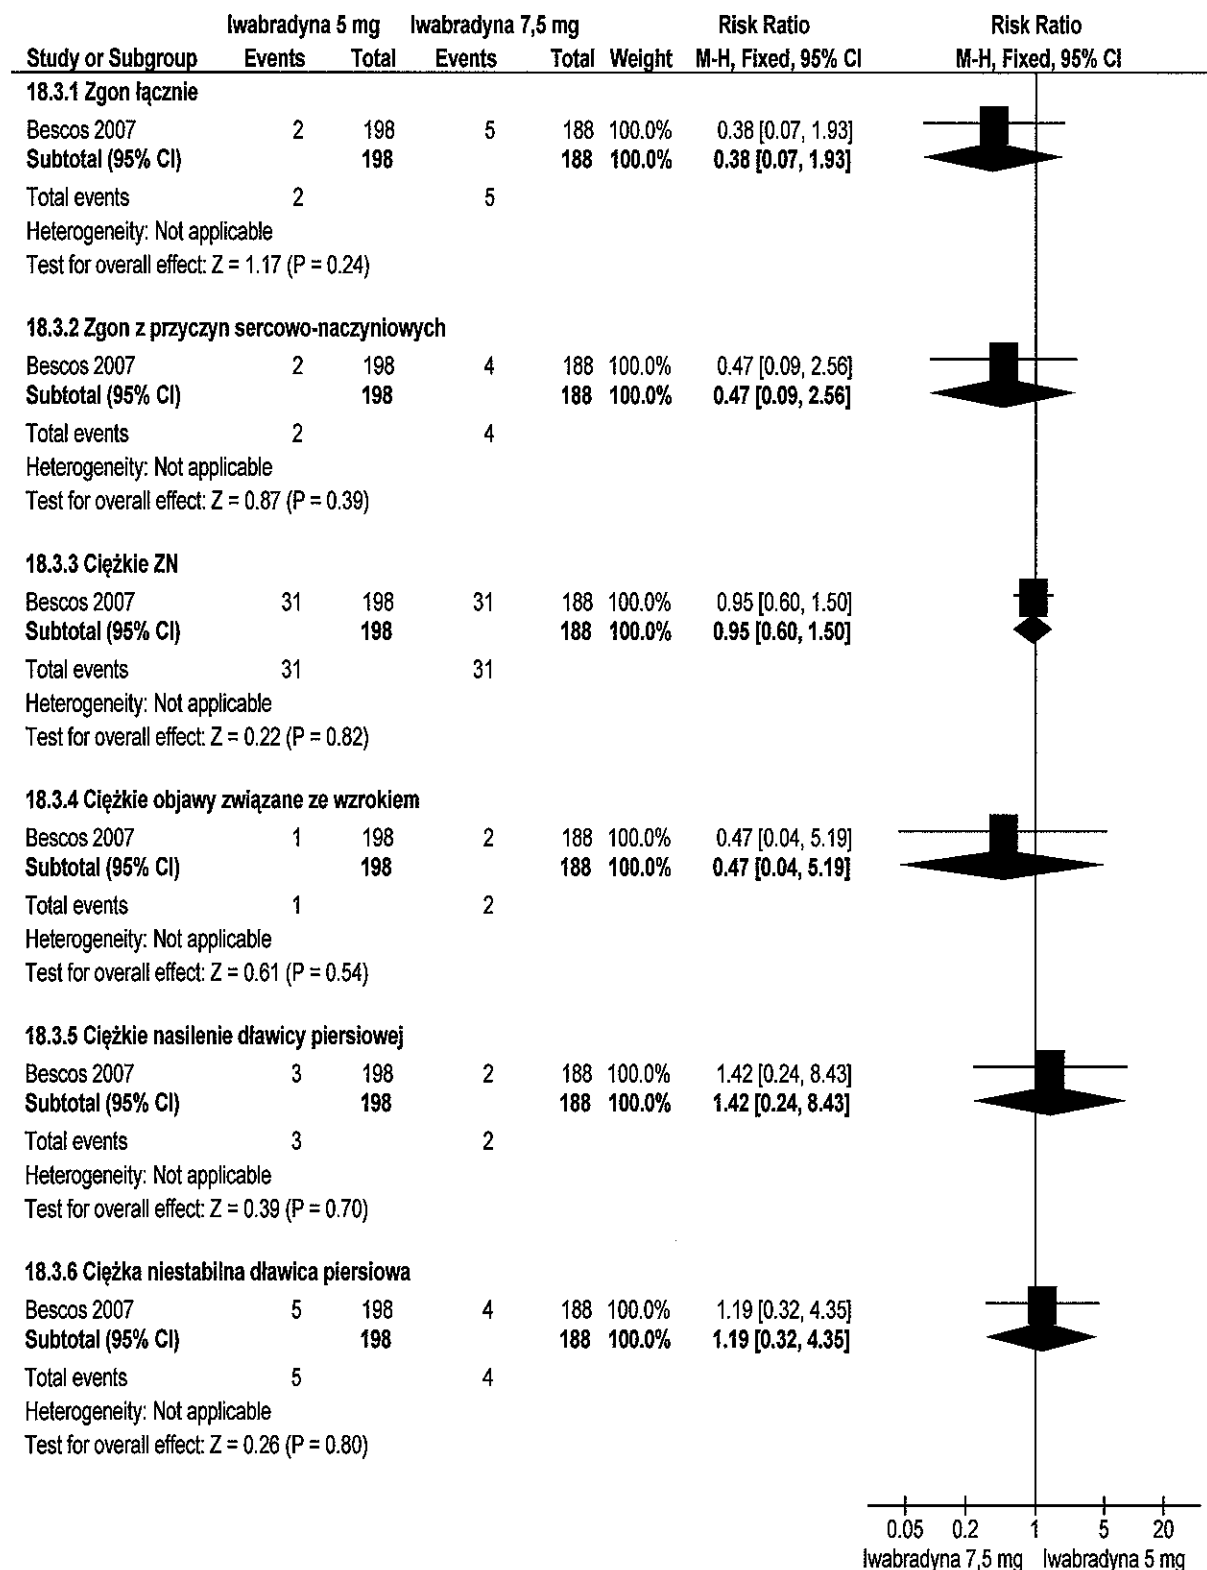 Iwabradyna 5 mg Iwabradyna 7,5 mg Risk Ratio Risk Ratio
Study or Subgroup Events Total Events Total Weight M-H, Fixed, 95% CI M-H, Fixed, 95% CI
18.3.1 Zgon łącznie
Bescos 2007 2 198 5 188 100.0% 0.38 [0.07, 1.93]
Subtotal (95% CI) 198 188 100.0% 0.38 [0.07, 1.93]
Total events 2 5
Heterogeneity: Not applicable
Test for overall effect: Z = 1.17 (P = 0.24)
18.3.2 Zgon z przyczyn sercowo-naczyniowych
Bescos 2007 2 198 4 188 100.0% 0.47 [0.09, 2.56]
Subtotal (95% CI) 198 188 100.0% 0.47 [0.09, 2.56]
Total events 2 4
Heterogeneity: Not applicable
Test for overall effect: Z = 0.87 (P = 0.39)
18.3.3 Ciężkie ZN
Bescos 2007 31 198 31 188 100.0% 0.95 [0.60, 1.50]
Subtotal (95% CI) 198 188 100.0% 0.95 [0.60, 1.50]
Total events 31 31
Heterogeneity: Not applicable
Test for overall effect: Z = 0.22 (P = 0.82)
18.3.4 Ciężkie objawy związane ze wzrokiem
Bescos 2007 1 198 2 188 100.0% 0.47 [0.04, 5.19]
Subtotal (95% CI) 198 188 100.0% 0.47 [0.04, 5.19]
Total events 1 2
Heterogeneity: Not applicable
Test for overall effect: Z = 0.61 (P = 0.54)
18.3.5 Ciężkie nasilenie dławicy piersiowej
Bescos 2007 3 198 2 188 100.0% 1.42 [0.24, 8.43]
Subtotal (95% CI) 198 188 100.0% 1.42 [0.24, 8.43]
Total events 3 2
Heterogeneity: Not applicable
Test for overall effect: Z = 0.39 (P = 0.70)
18.3.6 Ciężka niestabilna dławica piersiowa
Bescos 2007 5 198 4 188 100.0% 1.19 [0.32, 4.35]
Subtotal (95% CI) 198 188 100.0% 1.19 [0.32, 4.35]
Total events 5 4
Heterogeneity: Not applicable
Test for overall effect: Z = 0.26 (P = 0.80)
0.05 0.2 1 5 20
Iwabradyna 7,5 mg Iwabradyna 5 mg